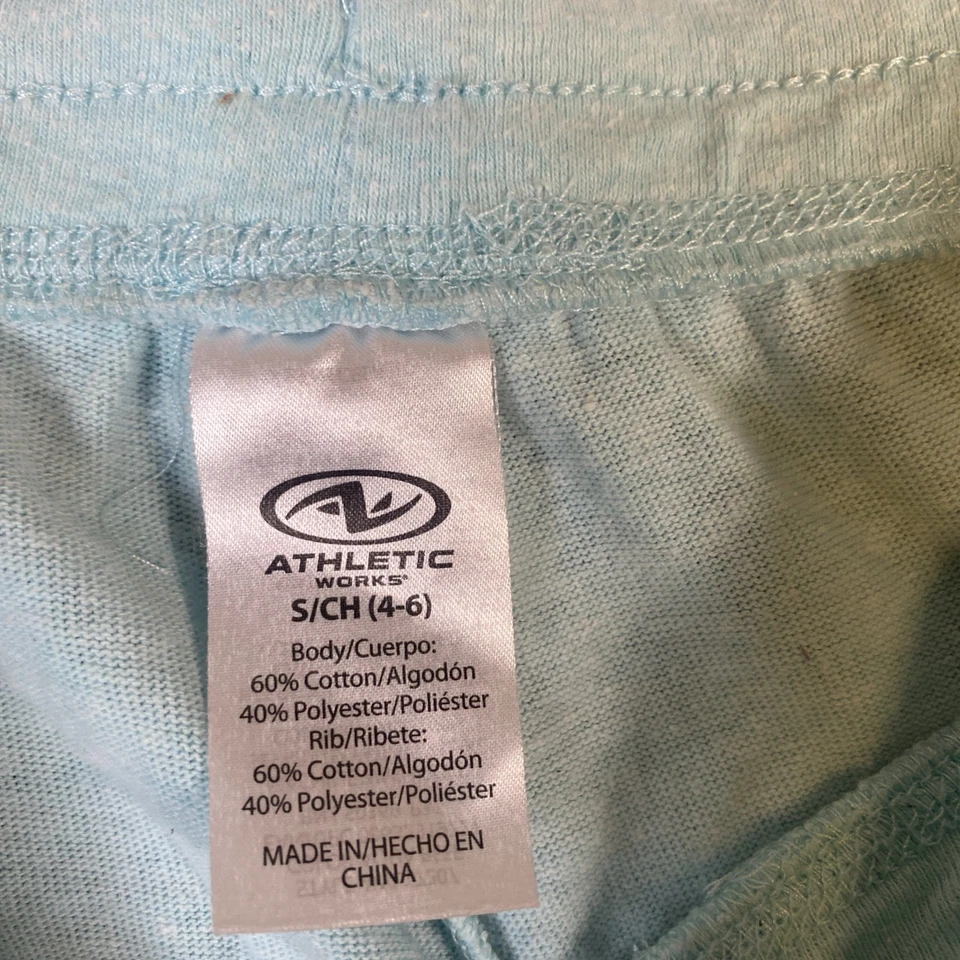 ATHLETIC
WORKS®
S/CH (4-6)
Body/Cuerpo:
60% Cotton/Algodón
40% Polyester/Poliéster
Rib/Ribete:
60% Cotton/Algodón
40% Polyester/Poliéster
MADE IN/HECHO EN
CHINA